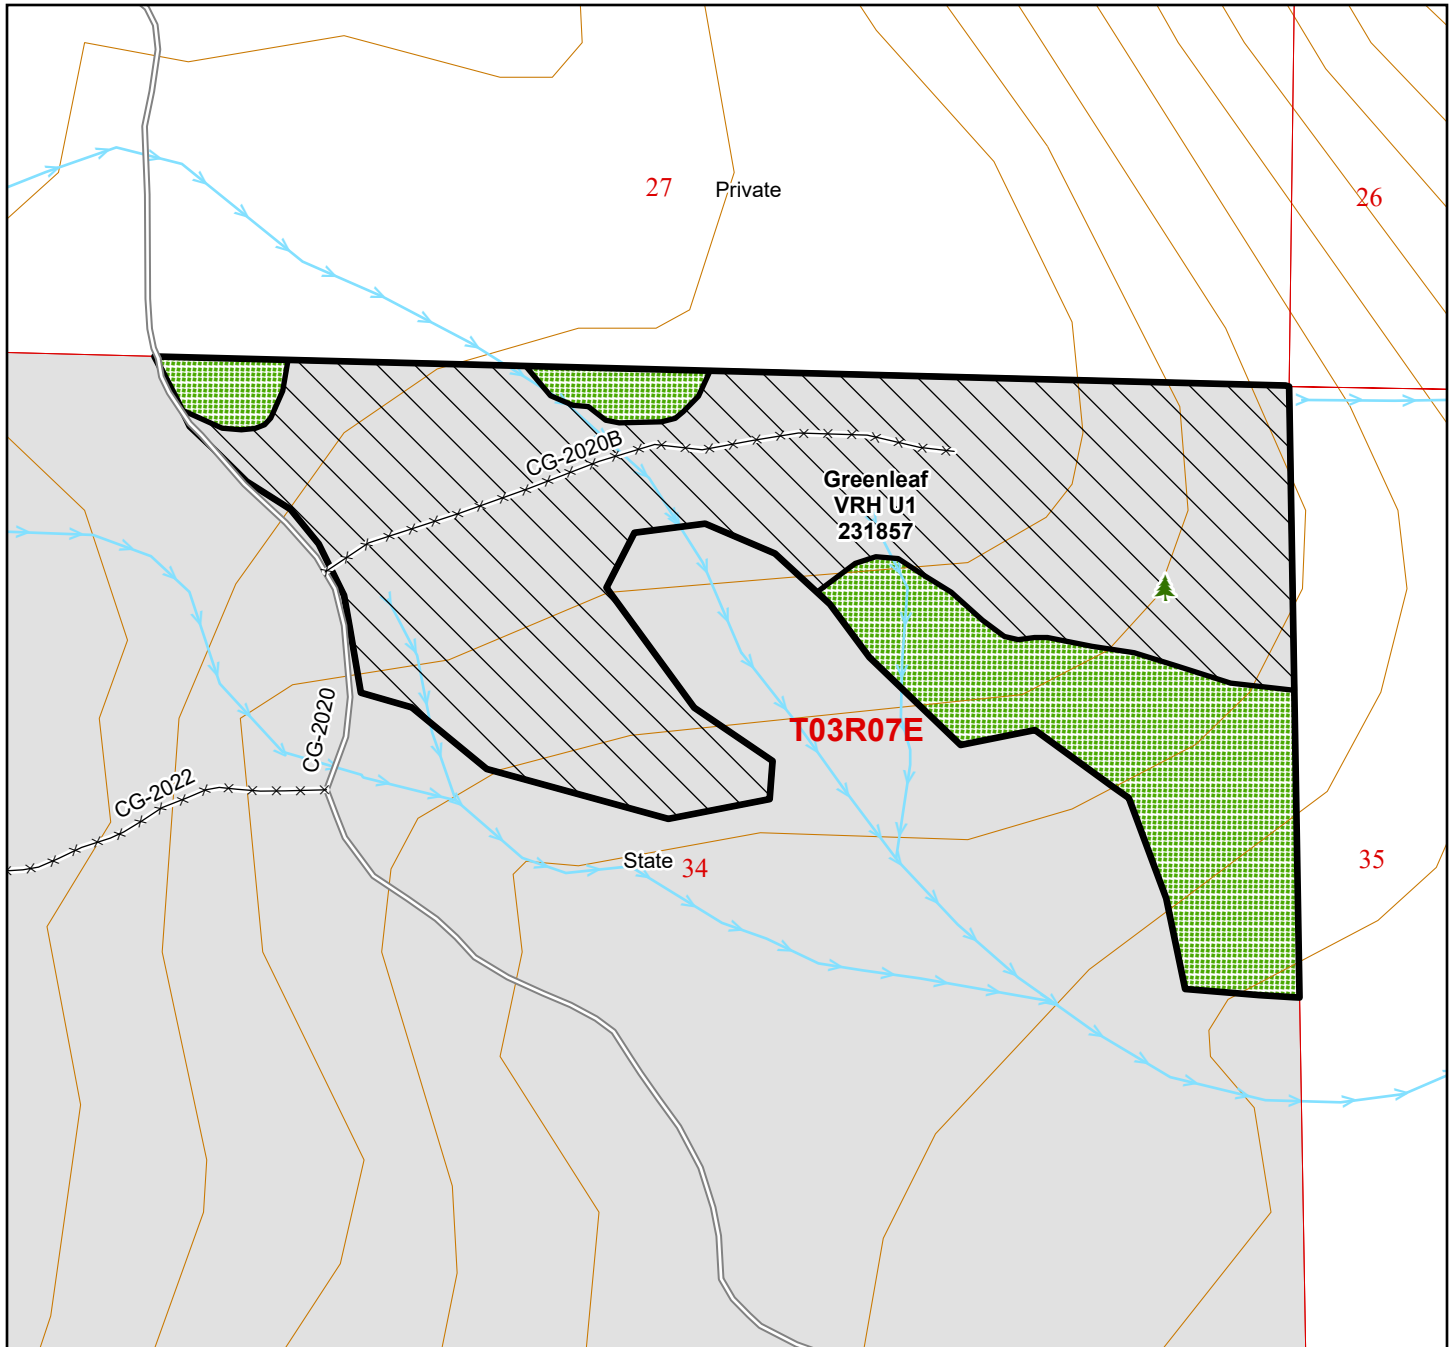 27 Private
26
CG-2020B
Greenleaf
VRH U1
231857
CG-2020
T03R07E
CG-2022
State 34
35